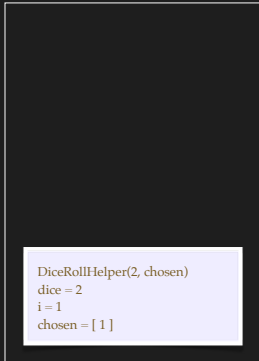 DiceRollHelper(2, chosen)
dice = 2
i = 1
chosen = [ 1 ]